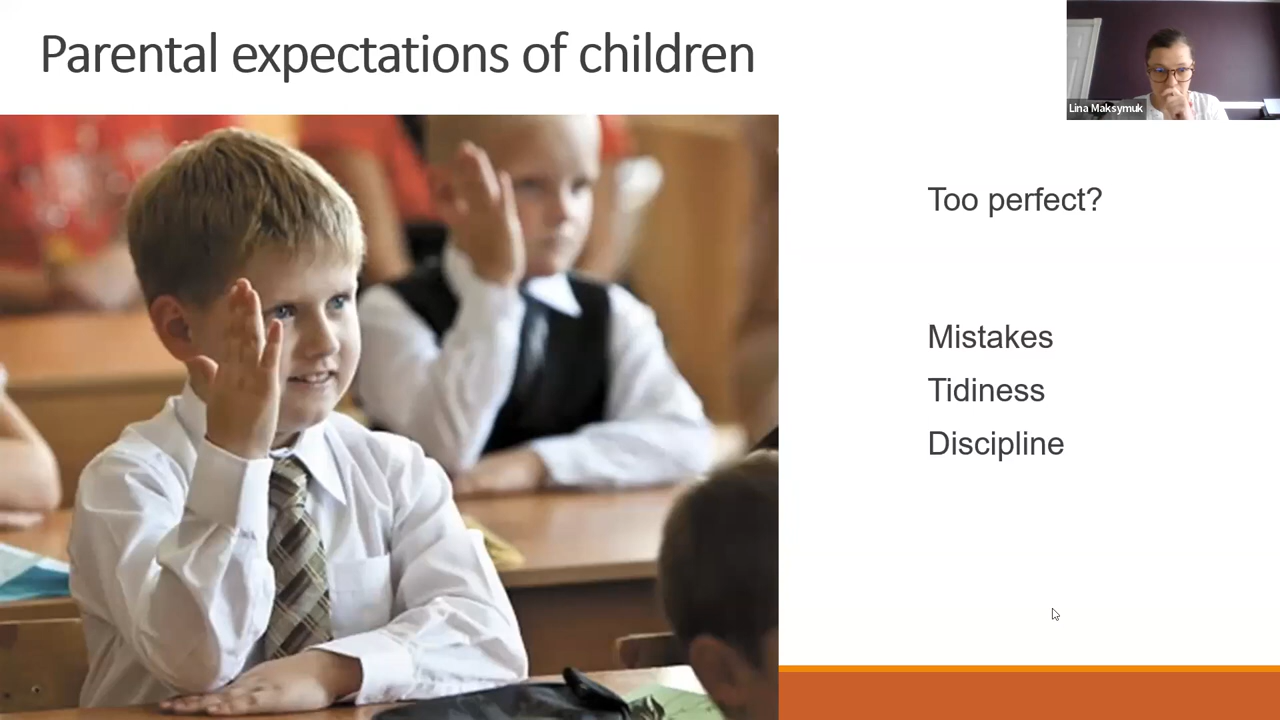 Parental expectations of children
Lina Maksymuk
Too perfect?
Mistakes
Tidiness
Discipline